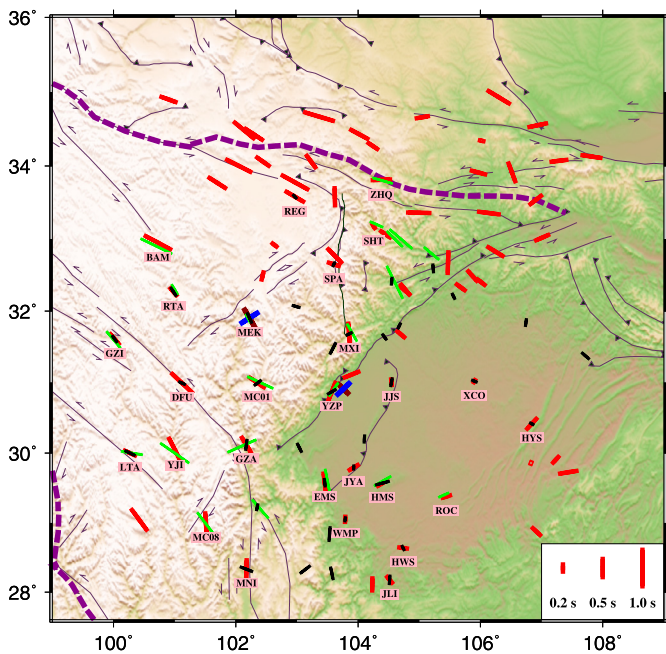 36°
34°
ZHQ
REG
SHT
BAM
SPA
RTA
32°
MEK
MXI
GZI
DFU
MC01
YZP
JJS
XCO
HYS
30°
LTA
YJI
GZA
JYA
EMS
HMS
ROC
MC08
WMP
HWS
MNI
JLI
28°
0.2 s 0.5 s 1.0 s
100° 102° 104° 106° 108°